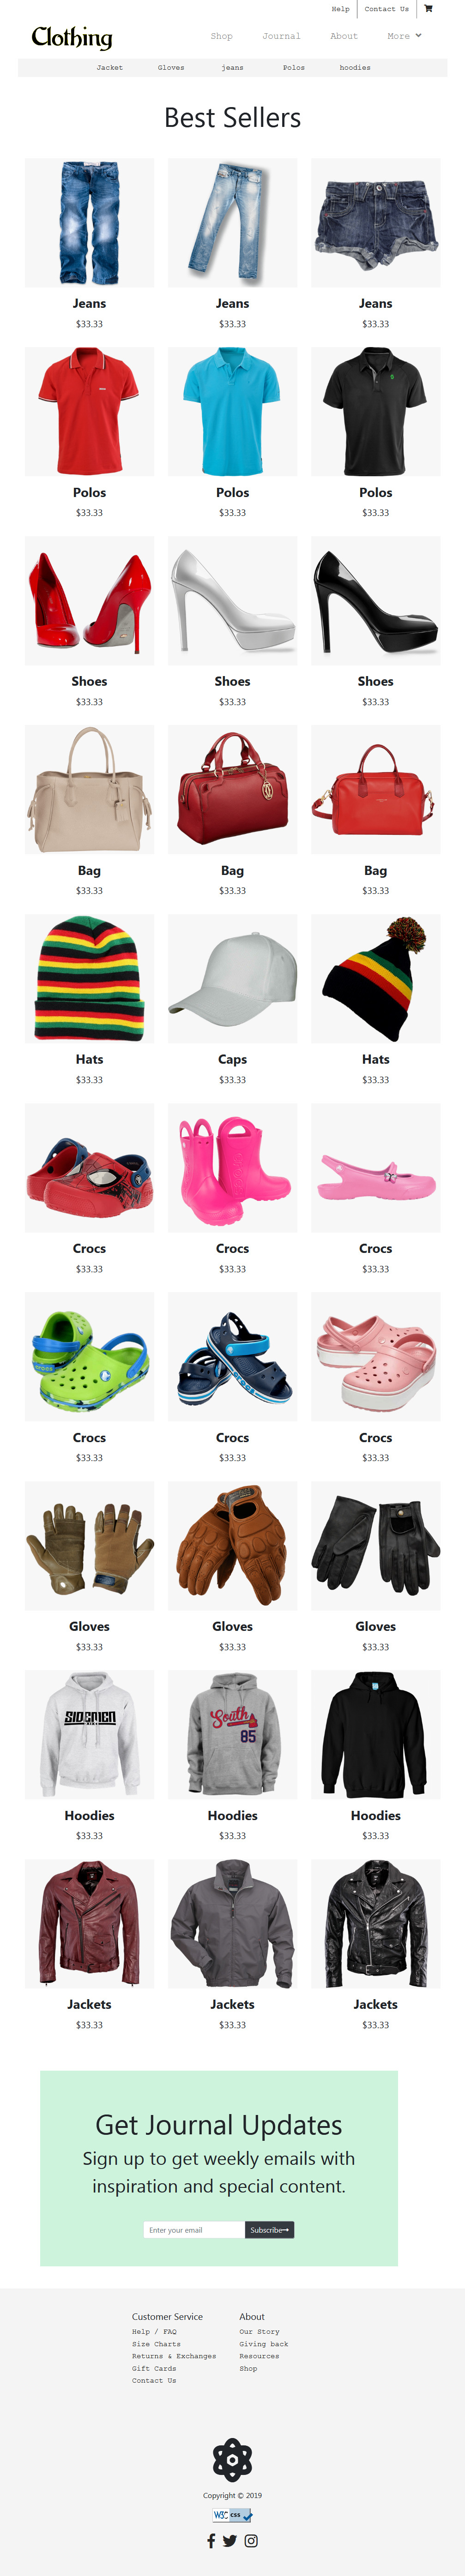 Help
Contact Us
Clothing
Shop
Journal
About
More
Jacket
Gloves
jeans
Polos
hoodies
Best Sellers
Jeans
Jeans
Jeans
$33.33
$33.33
$33.33
Polos
Polos
Polos
$33.33
$33.33
$33.33
Shoes
Shoes
Shoes
$33.33
$33.33
$33.33
Bag
Bag
Bag
$33.33
$33.33
$33.33
Hats
Caps
Hats
$33.33
$33.33
$33.33
Crocs
Crocs
Crocs
$33.33
$33.33
$33.33
Crocs
Crocs
Crocs
$33.33
$33.33
$33.33
Gloves
Gloves
Gloves
$33.33
$33.33
$33.33
SIDEMEN
South
85
Hoodies
Hoodies
Hoodies
$33.33
$33.33
$33.33
Jackets
Jackets
Jackets
$33.33
$33.33
$33.33
Get Journal Updates
Sign up to get weekly emails with
inspiration and special content.
Enter your email
Subscribe
Customer Service
Help / FAQ
Size Charts
Returns & Exchanges
Gift Cards
Contact Us
About
Our Story
Giving back
Resources
Shop
Copyright © 2019
W3C css